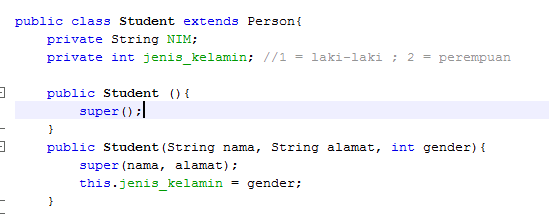 public class Student extends Person{
private String NIM;
private int jenis_kelamin; //1 = laki-laki ; 2 = perempuan
public Student (){
super();
}
public Student(String nama, String alamat, int gender){
super(nama, alamat);
this.jenis_kelamin = gender;
}